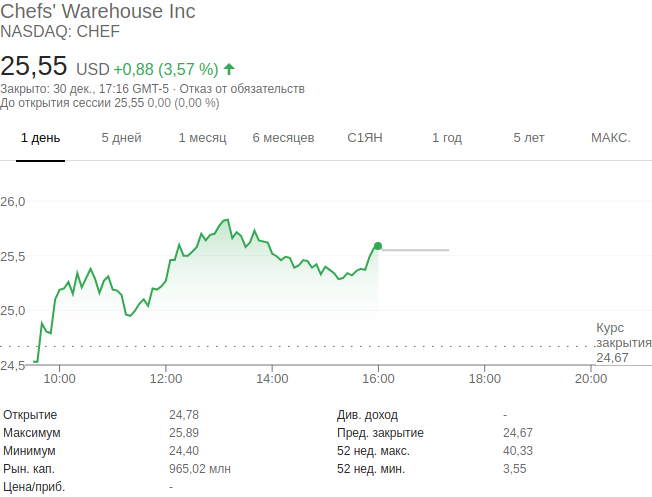 Chefs' Warehouse Inc
NASDAQ: CHEF
25,55 USD +0,88 (3,57 %)
Закрыто: 30 дек., 17:16 GMT-5 · Отказ от обязательств
До открытия сессии 25,55 0,00 (0,00 %)
1 день 5 дней 1 месяц 6 месяцев С1ЯН 1 год 5 лет МАКС.
26,0
25,5
25,0
Курс
закрытия
24,67
24,5
10:00 12:00 14:00 16:00 18:00 20:00
Открытие 24,78 Див. доход -
Максимум 25,89 Пред. закрытие 24,67
Минимум 24,40 52 нед. макс. 40,33
Рын. кап. 965,02 млн 52 нед. мин. 3,55
Цена/приб. -